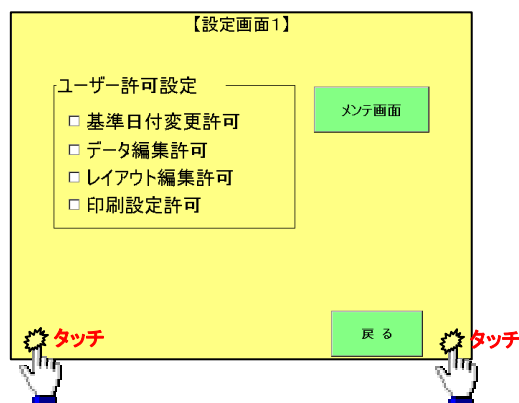 【設定画面1】
ユーザー許可設定
基準日付変更許可
データ編集許可
レイアウト編集許可
印刷設定許可
メンテ画面
戻 る
タッチ
タッチ